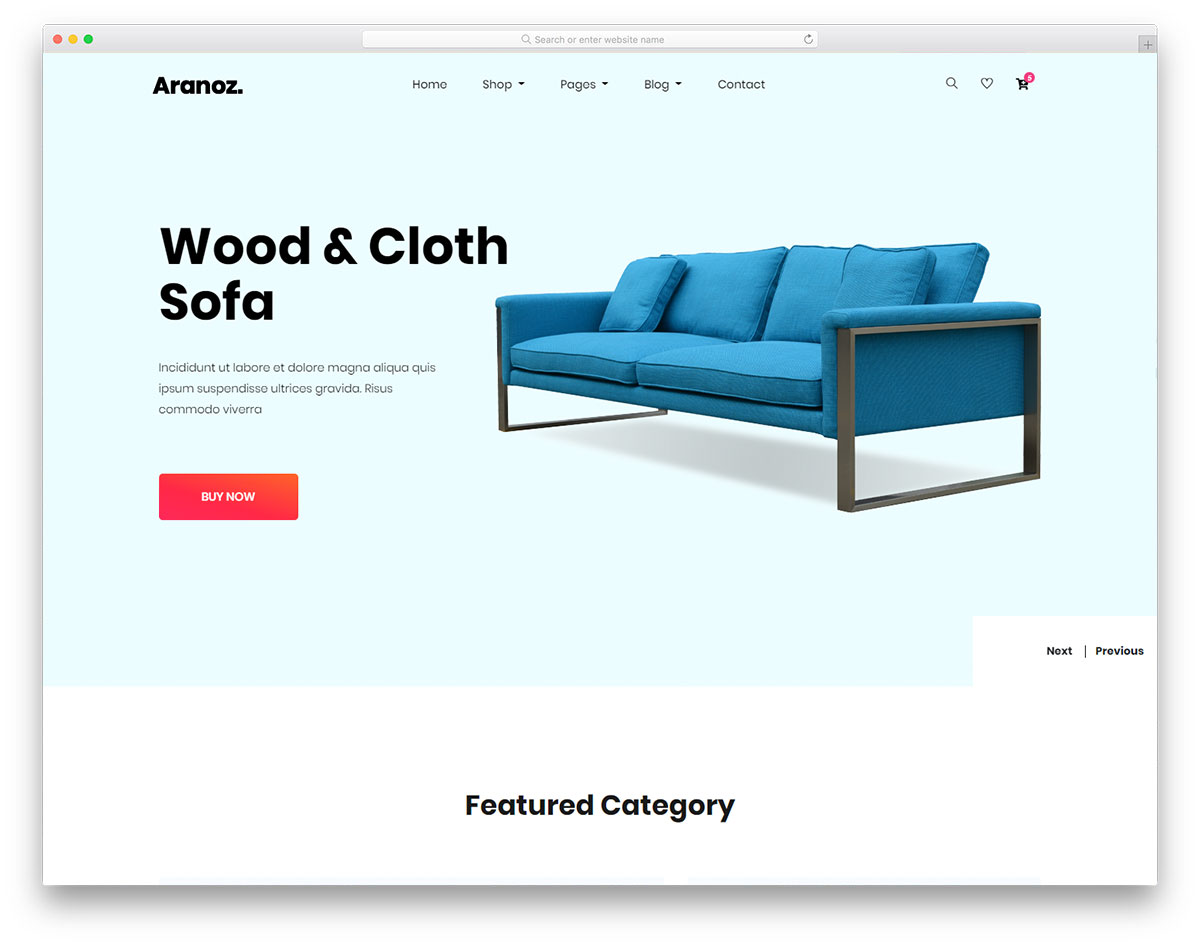 Search or enter website name
Aranoz.
Home Shop Pages Blog Contact
5
Wood & Cloth
Sofa
Incididunt ut labore et dolore magna aliqua quis
ipsum suspendisse ultrices gravida. Risus
commodo viverra
BUY NOW
Next | Previous
Featured Category